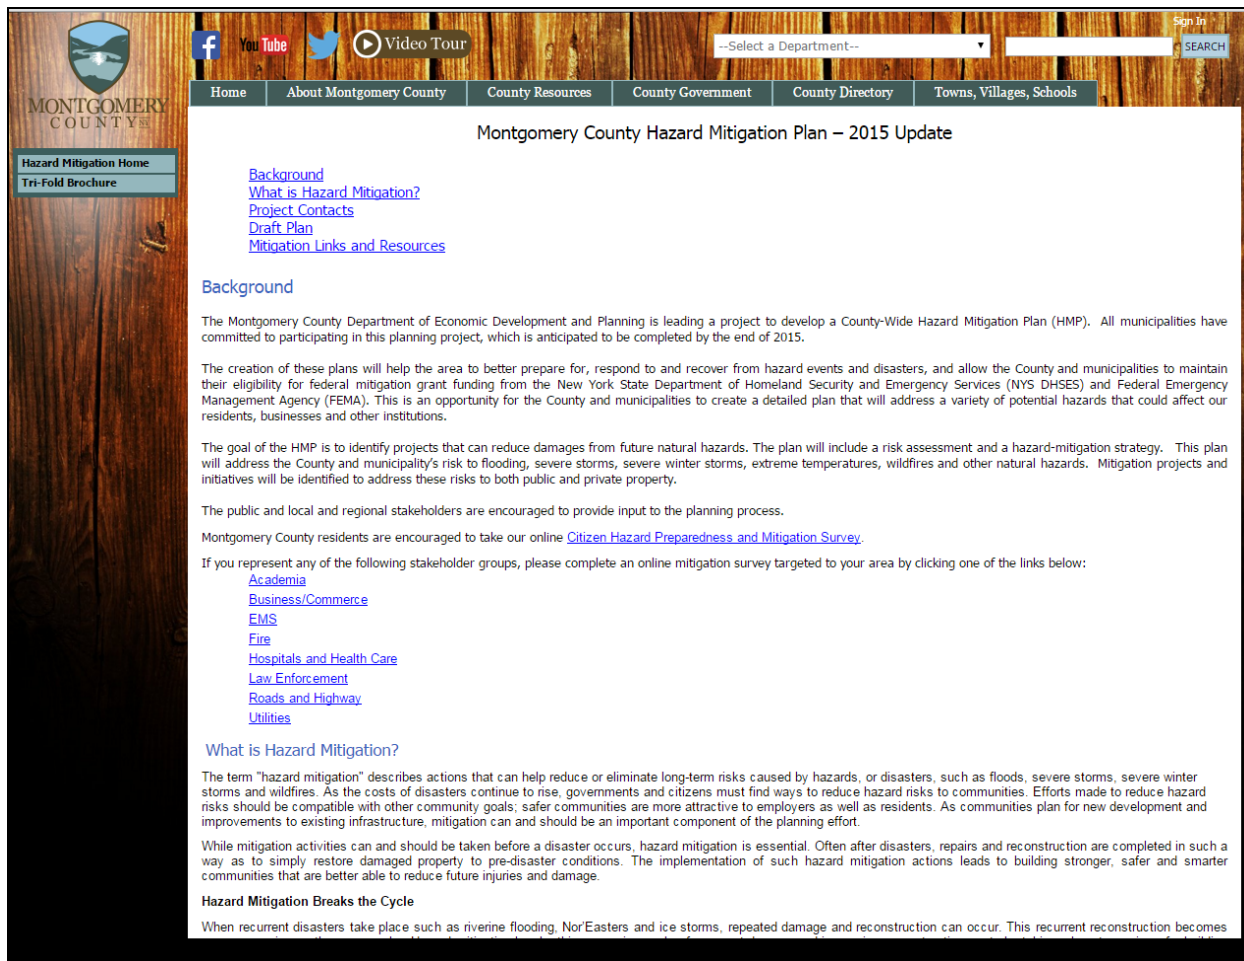 Sign In
You Tube
Video Tour
--Select a Department--
SEARCH
MONTGOMERY
COUNTY
Home
About Montgomery County
County Resources
County Government
County Directory
Towns, Villages, Schools
Hazard Mitigation Home
Tri-Fold Brochure
Montgomery County Hazard Mitigation Plan – 2015 Update
Background
What is Hazard Mitigation?
Project Contacts
Draft Plan
Mitigation Links and Resources
Background
The Montgomery County Department of Economic Development and Planning is leading a project to develop a County-Wide Hazard Mitigation Plan (HMP). All municipalities have
committed to participating in this planning project, which is anticipated to be completed by the end of 2015.
The creation of these plans will help the area to better prepare for, respond to and recover from hazard events and disasters, and allow the County and municipalities to maintain
their eligibility for federal mitigation grant funding from the New York State Department of Homeland Security and Emergency Services (NYS DHSES) and Federal Emergency
Management Agency (FEMA). This is an opportunity for the County and municipalities to create a detailed plan that will address a variety of potential hazards that could affect our
residents, businesses and other institutions.
The goal of the HMP is to identify projects that can reduce damages from future natural hazards. The plan will include a risk assessment and a hazard-mitigation strategy. This plan
will address the County and municipality's risk to flooding, severe storms, severe winter storms, extreme temperatures, wildfires and other natural hazards. Mitigation projects and
initiatives will be identified to address these risks to both public and private property.
The public and local and regional stakeholders are encouraged to provide input to the planning process.
Montgomery County residents are encouraged to take our online Citizen Hazard Preparedness and Mitigation Survey.
If you represent any of the following stakeholder groups, please complete an online mitigation survey targeted to your area by clicking one of the links below:
Academia
Business/Commerce
EMS
Fire
Hospitals and Health Care
Law Enforcement
Roads and Highway
Utilities
What is Hazard Mitigation?
The term "hazard mitigation" describes actions that can help reduce or eliminate long-term risks caused by hazards, or disasters, such as floods, severe storms, severe winter
storms and wildfires. As the costs of disasters continue to rise, governments and citizens must find ways to reduce hazard risks to communities. Efforts made to reduce hazard
risks should be compatible with other community goals; safer communities are more attractive to employers as well as residents. As communities plan for new development and
improvements to existing infrastructure, mitigation can and should be an important component of the planning effort.
While mitigation activities can and should be taken before a disaster occurs, hazard mitigation is essential. Often after disasters, repairs and reconstruction are completed in such a
way as to simply restore damaged property to pre-disaster conditions. The implementation of such hazard mitigation actions leads to building stronger, safer and smarter
communities that are better able to reduce future injuries and damage.
Hazard Mitigation Breaks the Cycle
When recurrent disasters take place such as riverine flooding, Nor'Easters and ice storms, repeated damage and reconstruction can occur. This recurrent reconstruction becomes